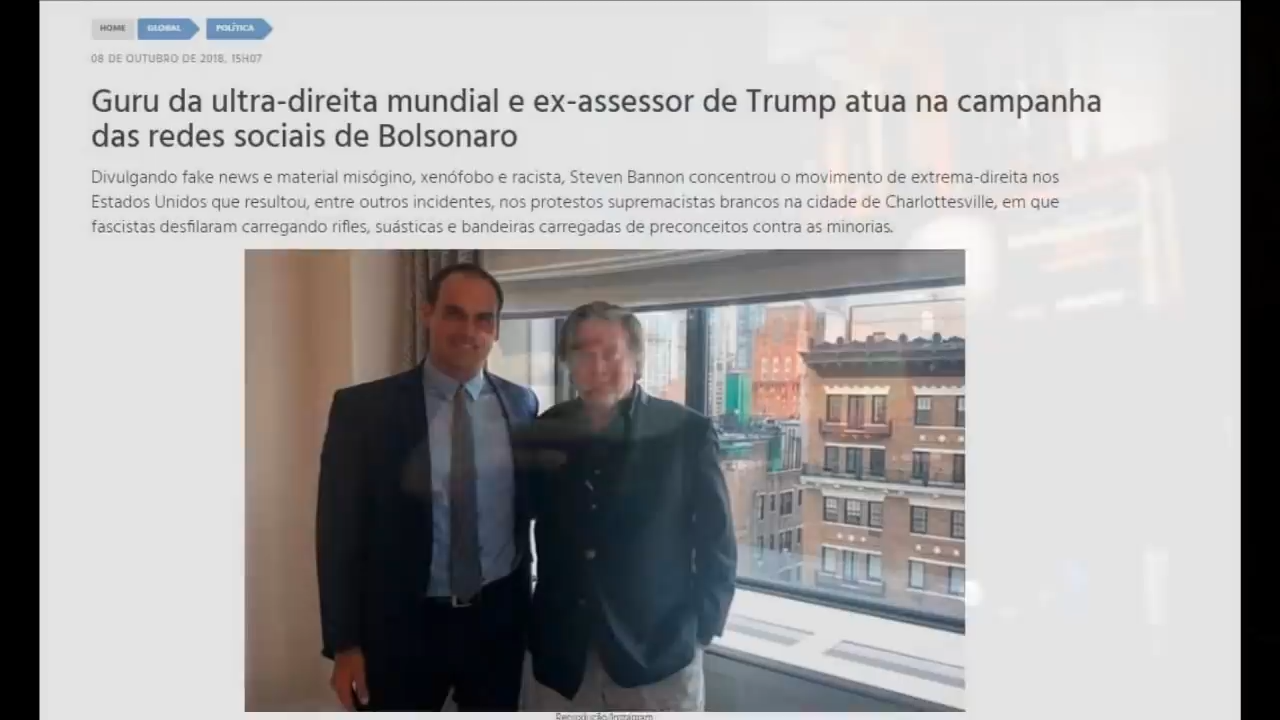 HOME GLOBAL POLÍTICA
08 DE OUTUBRO DE 2018, 15H07
Guru da ultra-direita mundial e ex-assessor de Trump atua na campanha
das redes sociais de Bolsonaro
Divulgando fake news e material misógino, xenófobo e racista, Steven Bannon concentrou o movimento de extrema-direita nos
Estados Unidos que resultou, entre outros incidentes, nos protestos supremacistas brancos na cidade de Charlottesville, em que
fascistas desfilaram carregando rifles, suásticas e bandeiras carregadas de preconceitos contra as minorias.
Reprodução/Instagram